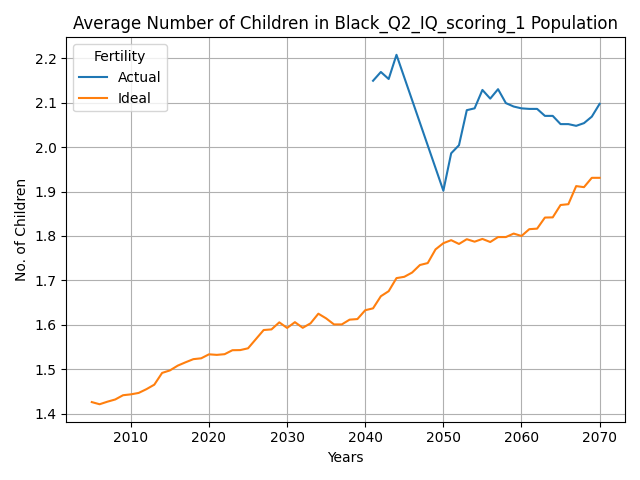 Average Number of Children in Black_Q2_IQ_scoring_1 Population
Fertility
Actual
Ideal
No. of Children
2.2
2.1
2.0
1.9
1.8
1.7
1.6
1.5
1.4
2010 2020 2030 2040 2050 2060 2070
Years